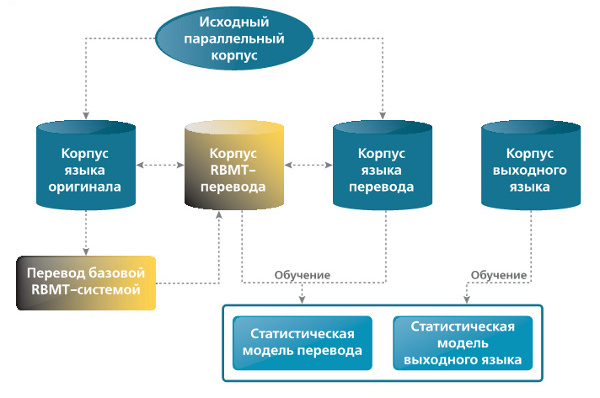 Исходный
параллельный
корпус
Корпус
языка
оригинала
Корпус
RBMT–
перевода
Корпус
языка
перевода
Корпус
выходного
языка
Перевод базовой
RBMT–системой
Обучение
Обучение
Статистическая
модель перевода
Статистическая
модель
выходного языка